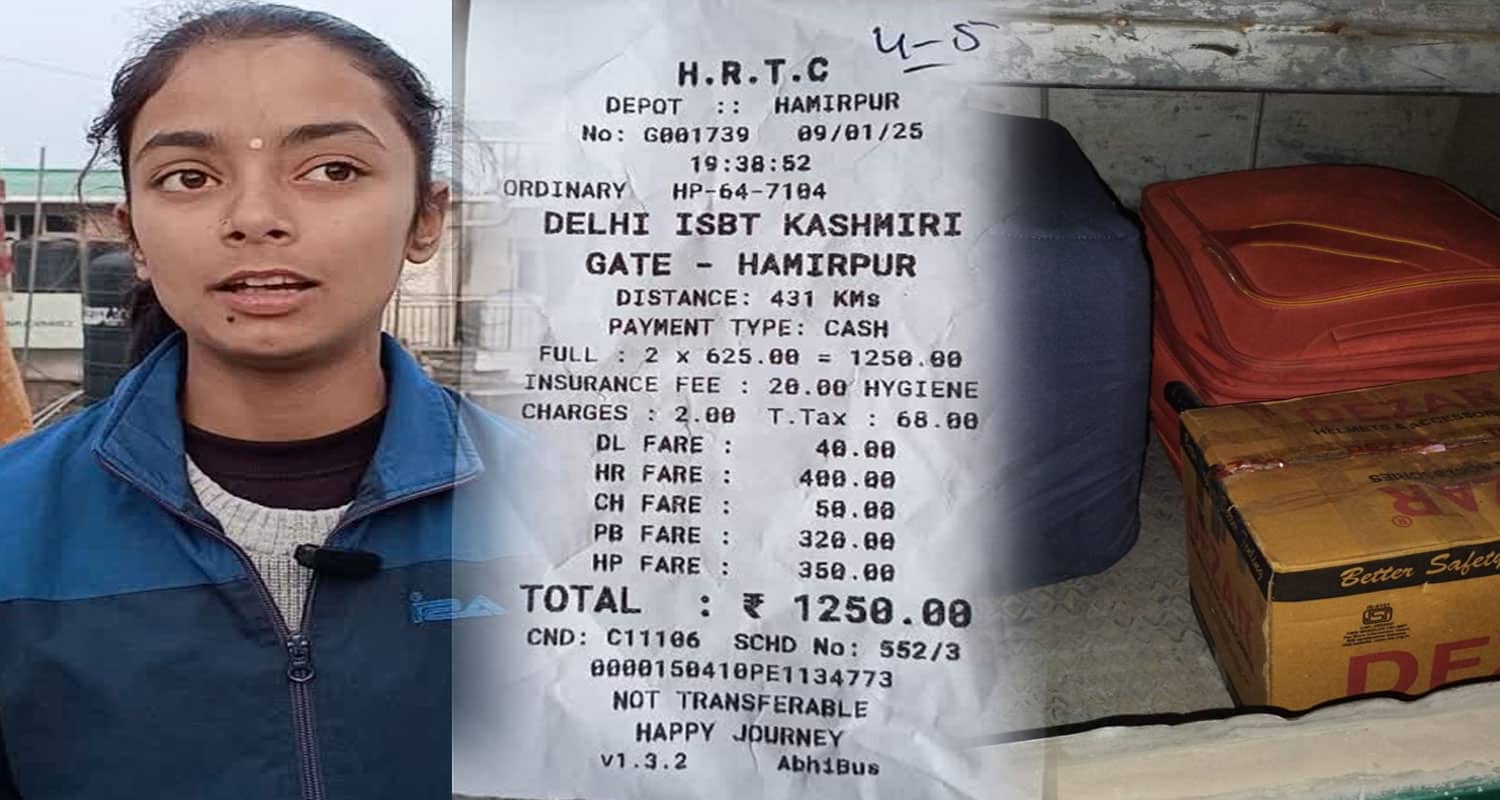 4-5
H.R.T.C
DEPOT :: HAMIRPUR
No: G001739 09/01/25
19:38:52
ORDINARY HP-64-7104
DELHI ISBT KASHMIRI
GATE - HAMIRPUR
DISTANCE: 431 KMs
PAYMENT TYPE: CASH
FULL : 2 x 625.00 = 1250.00
INSURANCE FEE : 20.00 HYGIENE
CHARGES : 2.00 T.Tax : 68.00
DL FARE : 40.00
HR FARE : 400.00
CH FARE : 50.00
PB FARE : 320.00
HP FARE : 350.00
TOTAL : ₹ 1250.00
CND: C11106 SCHD No: 552/3
0000150410PE1134773
NOT TRANSFERABLE
HAPPY JOURNEY
v1.3.2 AbhiBus
DEZAR
HELMETS & ACCESSORIES
ZAR®
Better Safety
DEZ